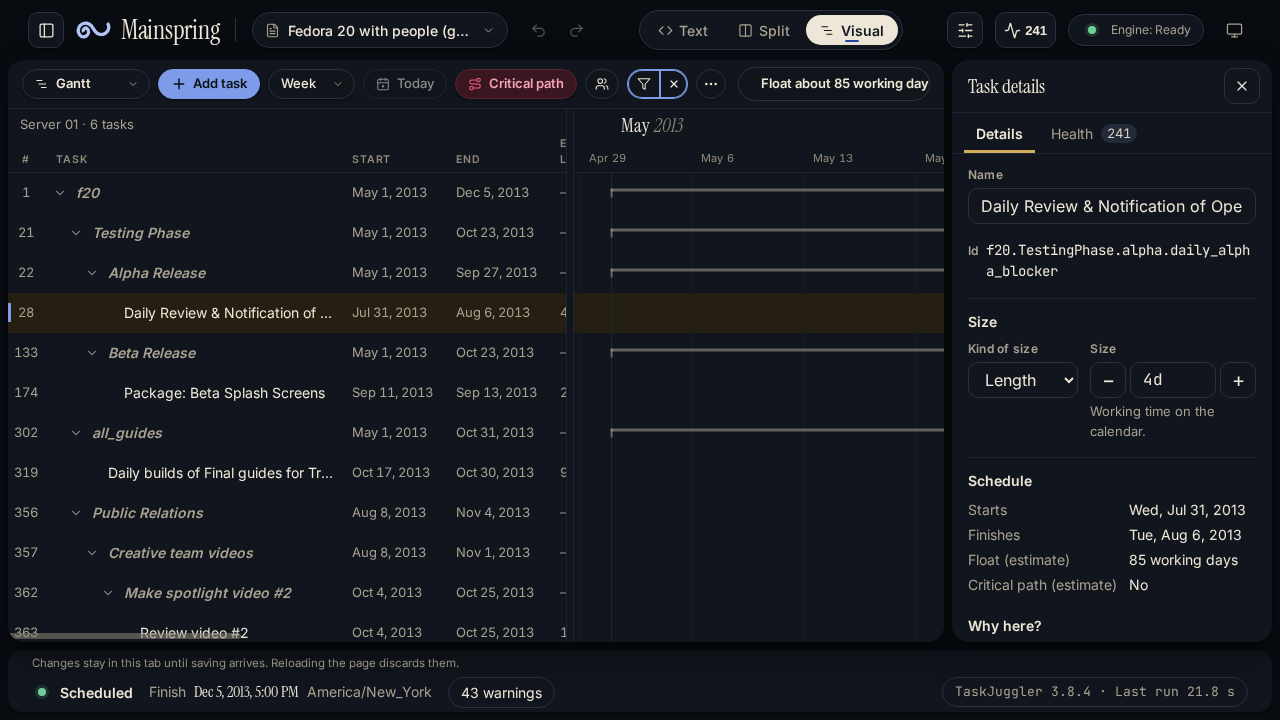 Mainspring
Fedora 20 with people (g...
Text
Split
Visual
241
Engine: Ready
Gantt
Add task
Week
Today
Critical path
Float about 85 working day
Server 01 · 6 tasks
May 2013
# TASK START END
Apr 29 May 6 May 13 May
1 f20 May 1, 2013 Dec 5, 2013 –
21 Testing Phase May 1, 2013 Oct 23, 2013 –
22 Alpha Release May 1, 2013 Sep 27, 2013 –
28 Daily Review & Notification of ... Jul 31, 2013 Aug 6, 2013 4
133 Beta Release May 1, 2013 Oct 23, 2013 –
174 Package: Beta Splash Screens Sep 11, 2013 Sep 13, 2013 2
302 all_guides May 1, 2013 Oct 31, 2013 –
319 Daily builds of Final guides for Tr... Oct 17, 2013 Oct 30, 2013 9
356 Public Relations Aug 8, 2013 Nov 4, 2013 –
357 Creative team videos Aug 8, 2013 Nov 1, 2013 –
362 Make spotlight video #2 Oct 4, 2013 Oct 25, 2013 –
363 Review video #2 Oct 4, 2013 Oct 25, 2013 1
Task details
Details
Health 241
Name
Daily Review & Notification of Ope
Id f20.TestingPhase.alpha.daily_alph
a_blocker
Size
Kind of size Size
Length – 4d +
Working time on the
calendar.
Schedule
Starts Wed, Jul 31, 2013
Finishes Tue, Aug 6, 2013
Float (estimate) 85 working days
Critical path (estimate) No
Why here?
Changes stay in this tab until saving arrives. Reloading the page discards them.
Scheduled Finish Dec 5, 2013, 5:00 PM America/New_York 43 warnings
TaskJuggler 3.8.4 · Last run 21.8 s